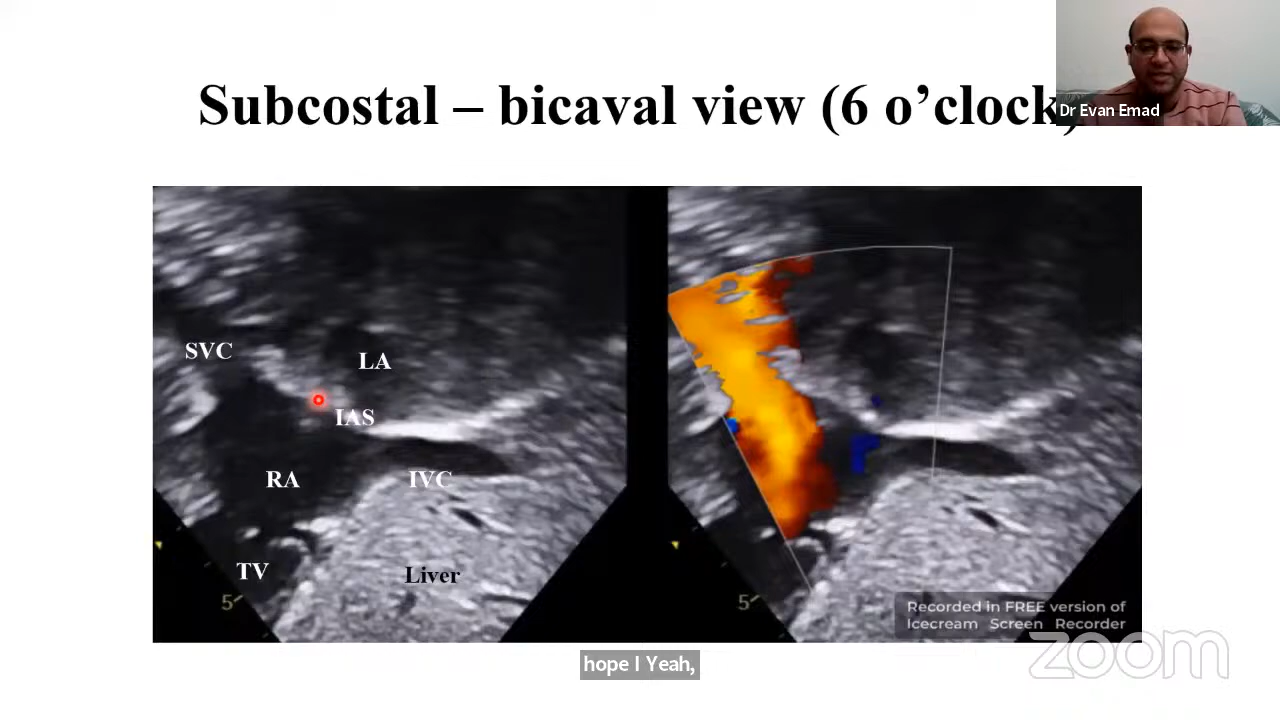 Subcostal – bicaval view (6 o’clock)
Dr Evan Emad
SVC
LA
IAS
RA
IVC
TV
Liver
5
5
Recorded in FREE version of
Icecream Screen Recorder
zoom
hope I Yeah,